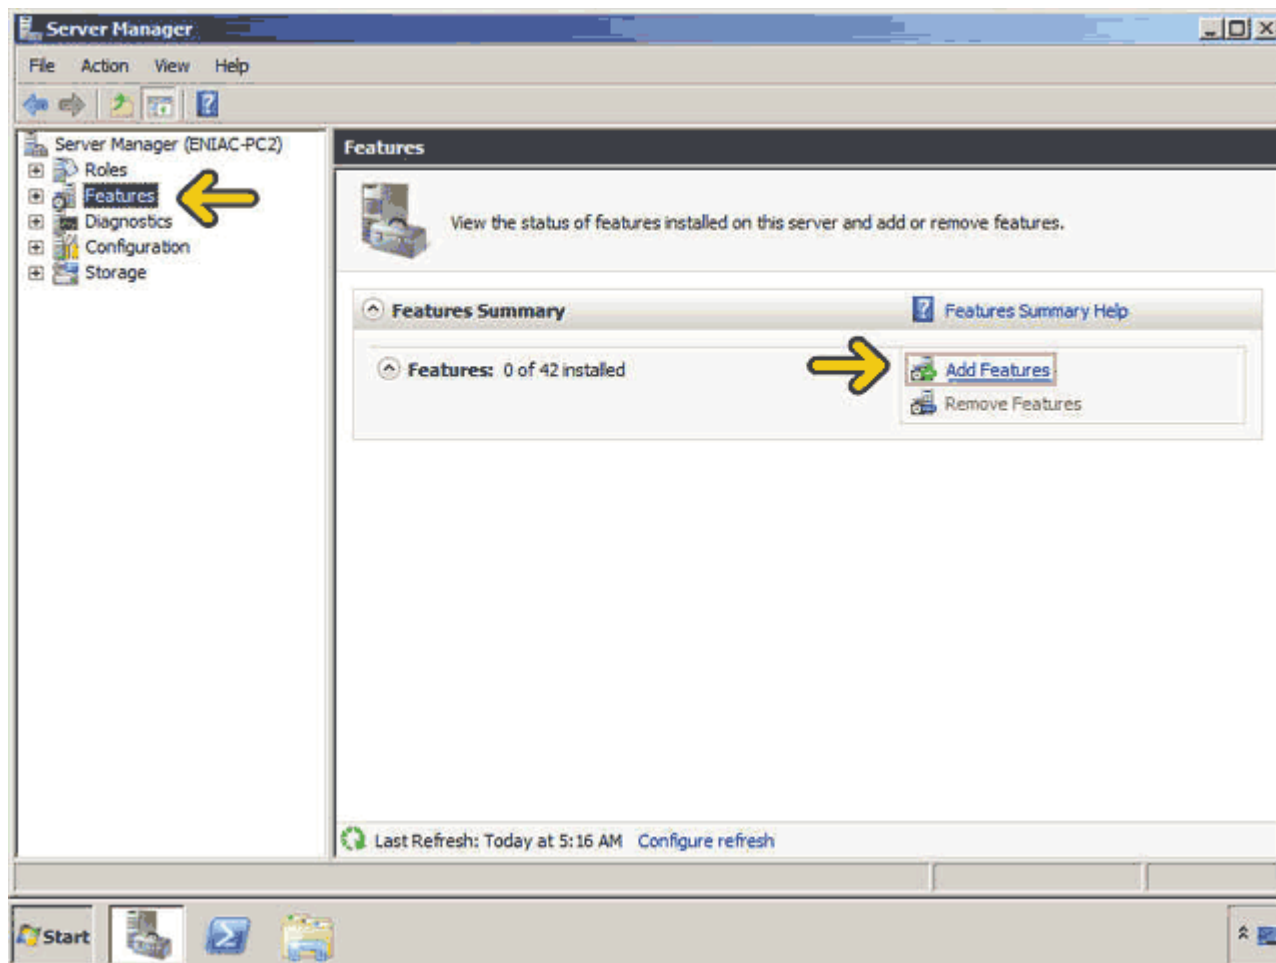 Server Manager
File Action View Help
Server Manager (ENIAC-PC2)
Roles
Features
Diagnostics
Configuration
Storage
Features
View the status of features installed on this server and add or remove features.
Features Summary
Features Summary Help
Features: 0 of 42 installed
Add Features
Remove Features
Last Refresh: Today at 5:16 AM Configure refresh
Start